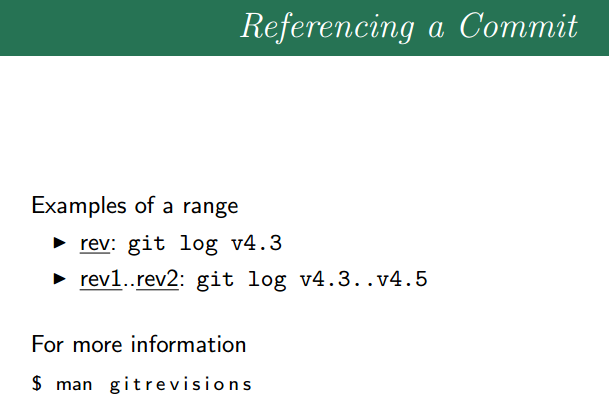 Referencing a Commit
Examples of a range
▶ rev: git log v4.3
▶ rev1..rev2: git log v4.3..v4.5
For more information
$ man gitrevisions